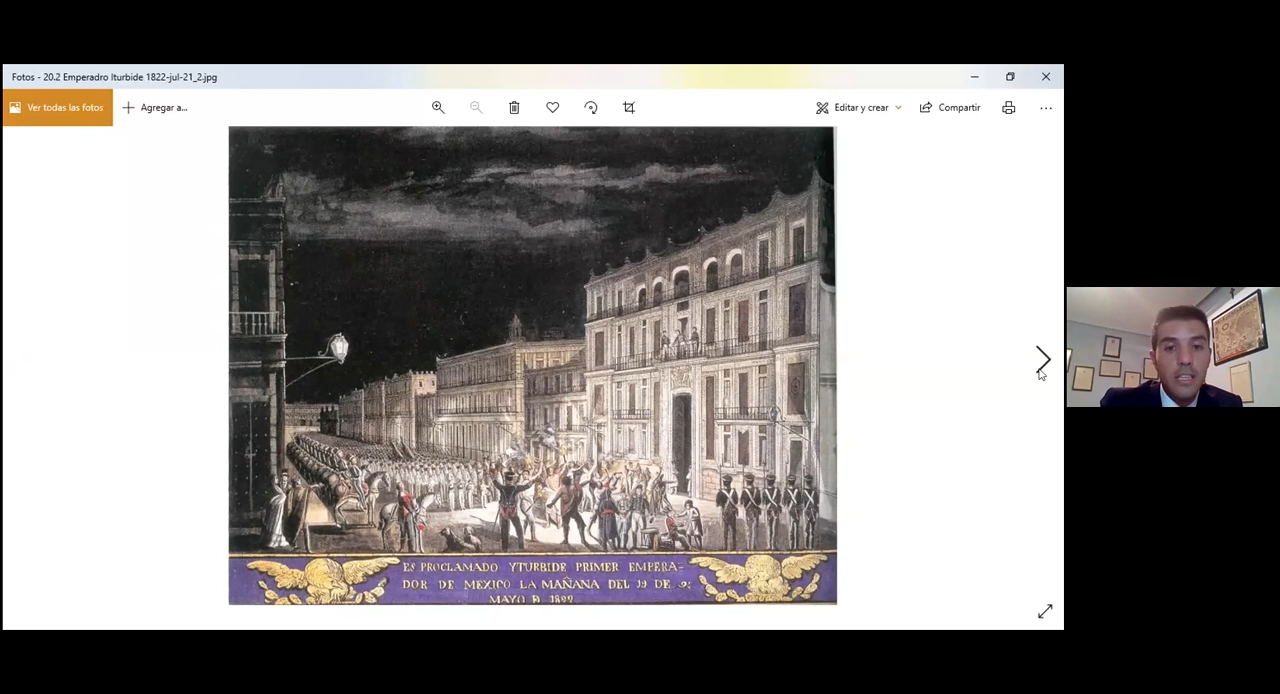 Fotos - 20.2 Emperadro Iturbide 1822-jul-21_2.jpg
Ver todas las fotos
Agregar a...
Editar y crear
Compartir
ES PROCLAMADO YTURBIDE PRIMER EMPERA-
DOR DE MEXICO LA MAÑANA DEL 19 DE
MAYO D 1822.